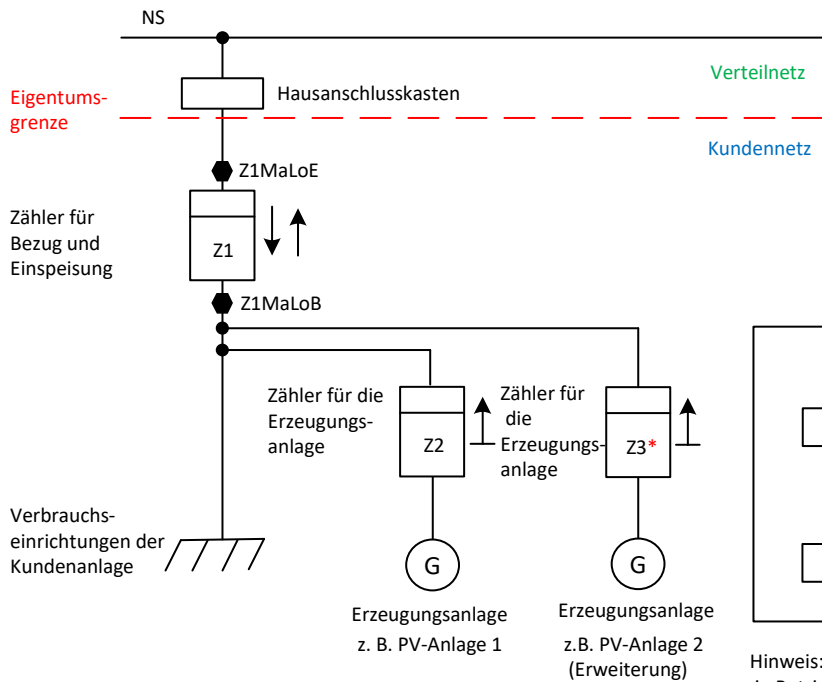 NS
Verteilnetz
Eigentums-
grenze
Hausanschlusskasten
Kundennetz
Z1MaLoE
Zähler für
Bezug und
Einspeisung
Z1
Z1MaLoB
Zähler für die
Erzeugungs-
anlage
Z2
Zähler für
die
Erzeugungs-
anlage
Z3*
Verbrauchs-
einrichtungen der
Kundenanlage
G
G
Erzeugungsanlage
z. B. PV-Anlage 1
Erzeugungsanlage
z.B. PV-Anlage 2
(Erweiterung)
Hinweis: